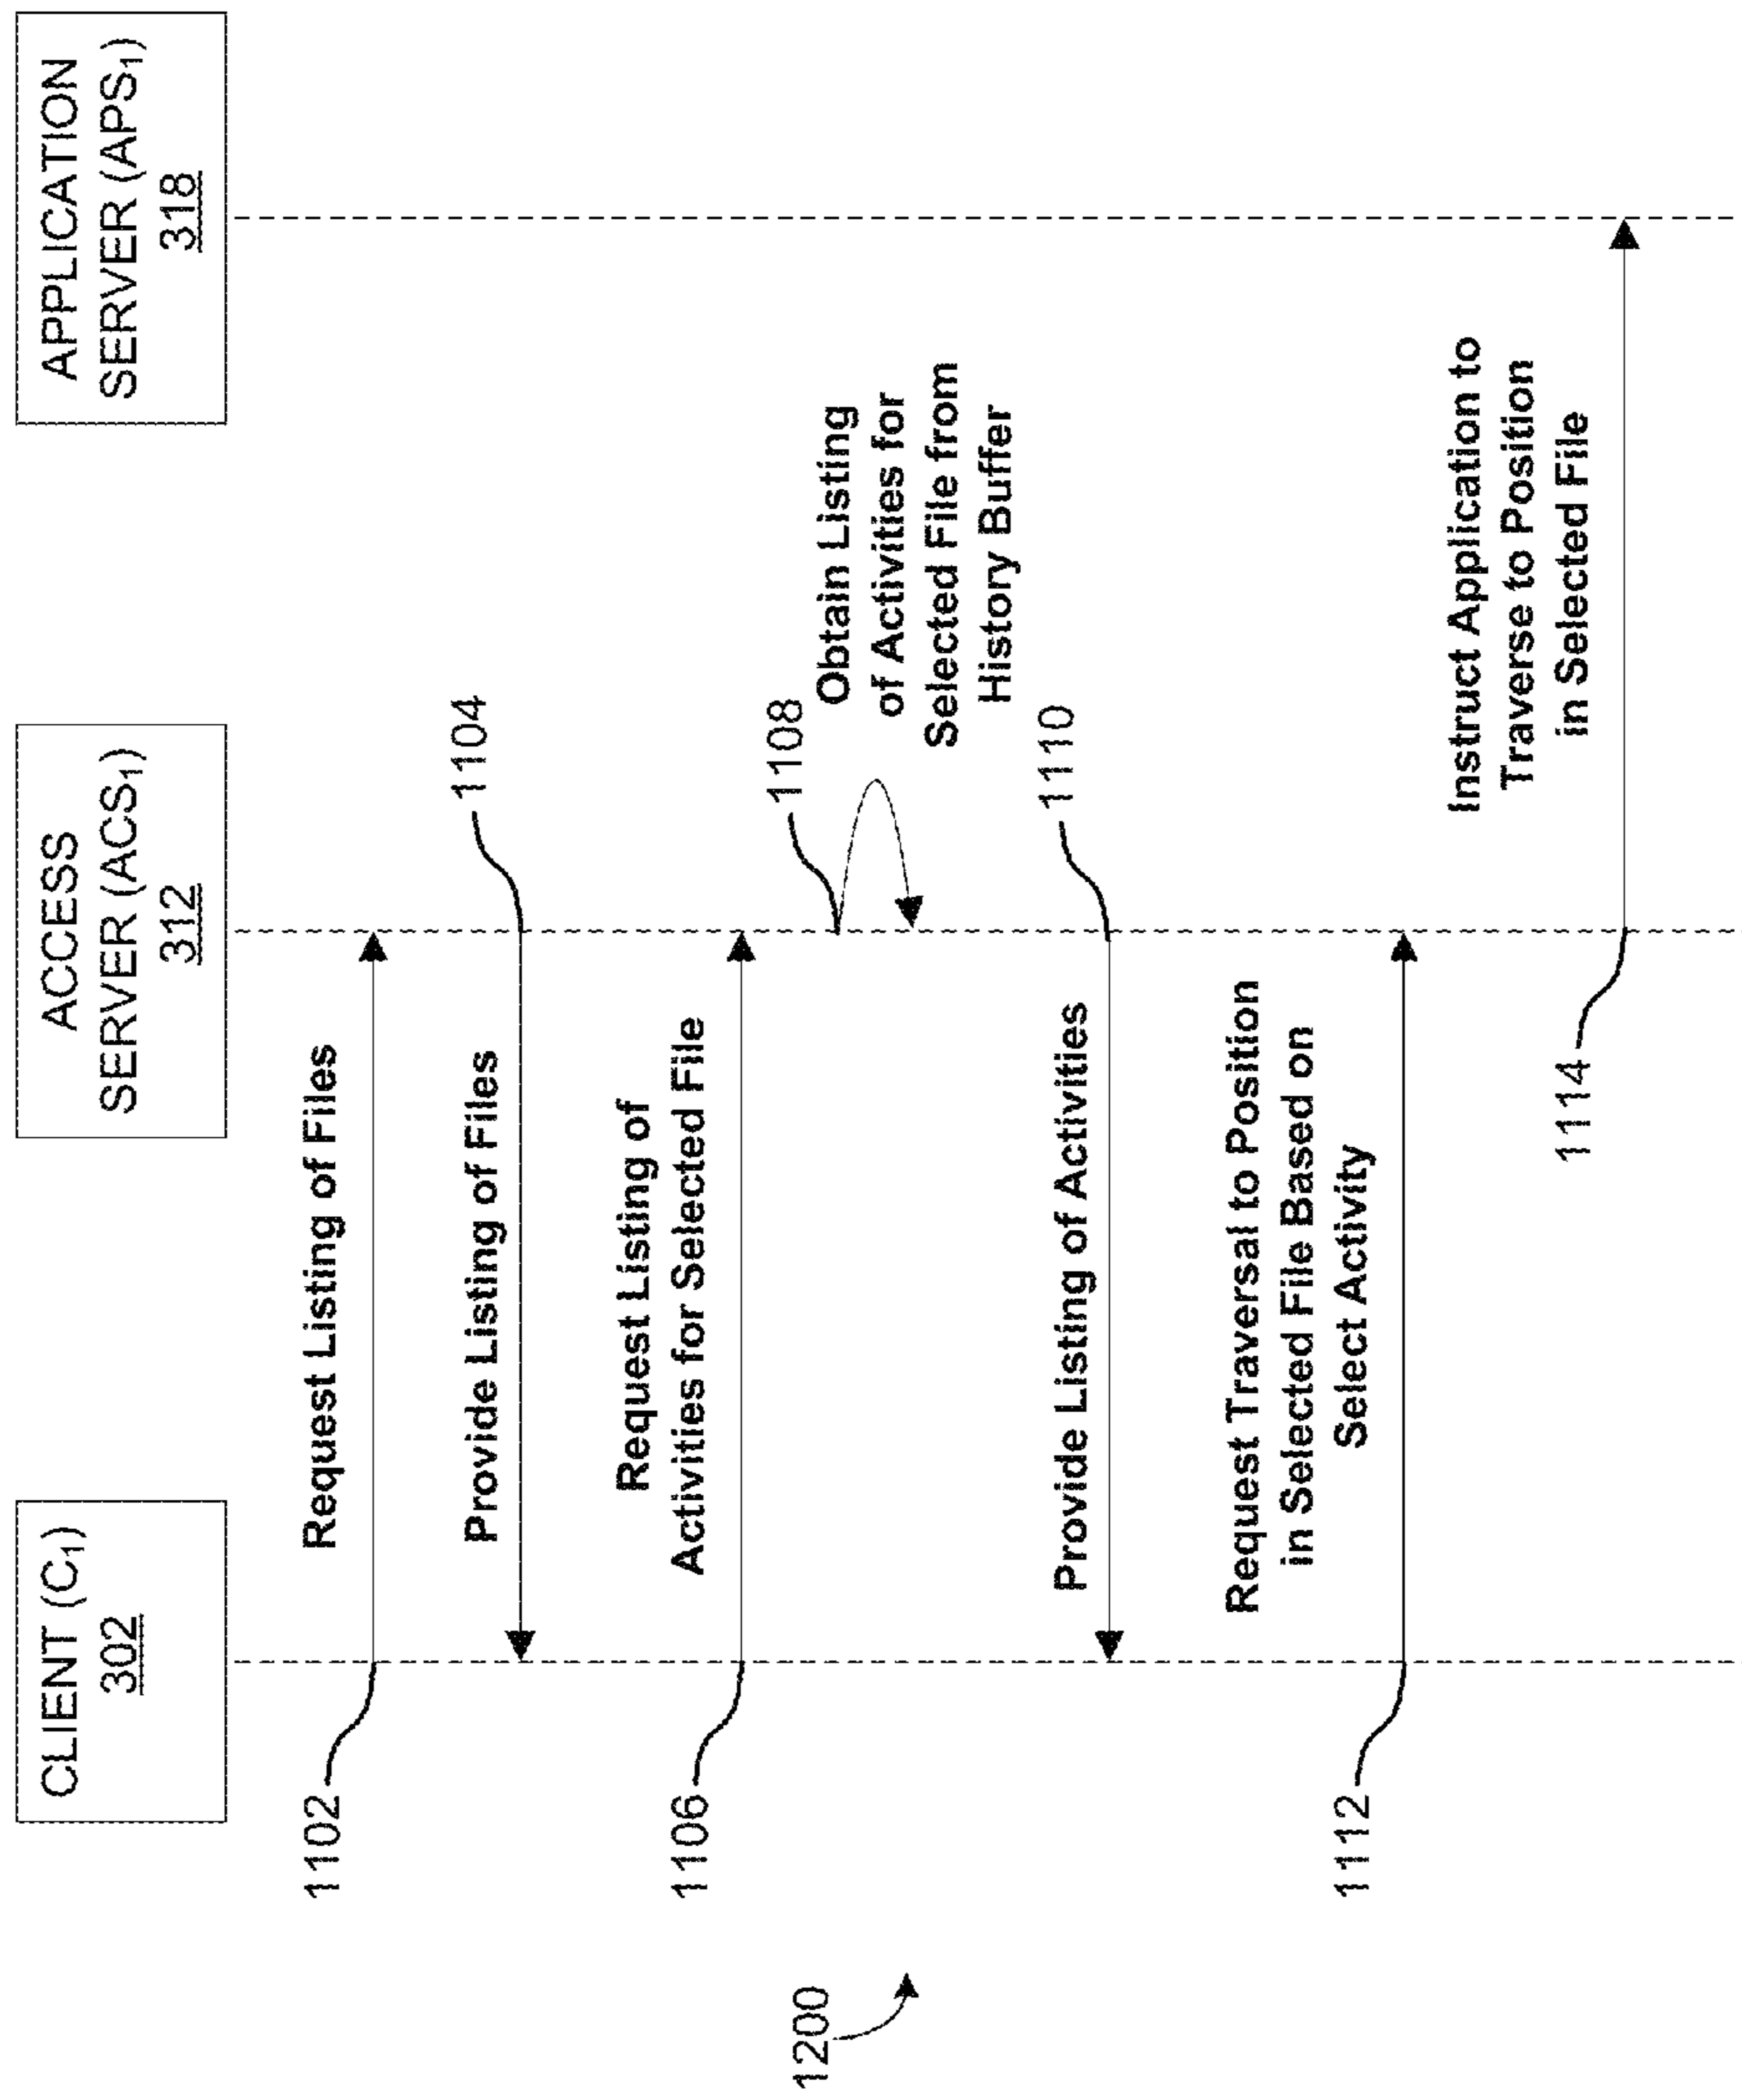 CLIENT (C₁)
302
ACCESS
SERVER (ACS₁)
312
APPLICATION
SERVER (APS₁)
318
1102
Request Listing of Files
Provide Listing of Files
1104
1106
Request Listing of
Activities for Selected File
1108
Obtain Listing
of Activities for
Selected File from
History Buffer
Provide Listing of Activities
1110
1112
Request Traversal to Position
in Selected File Based on
Select Activity
1114
Instruct Application to
Traverse to Position
in Selected File
1200